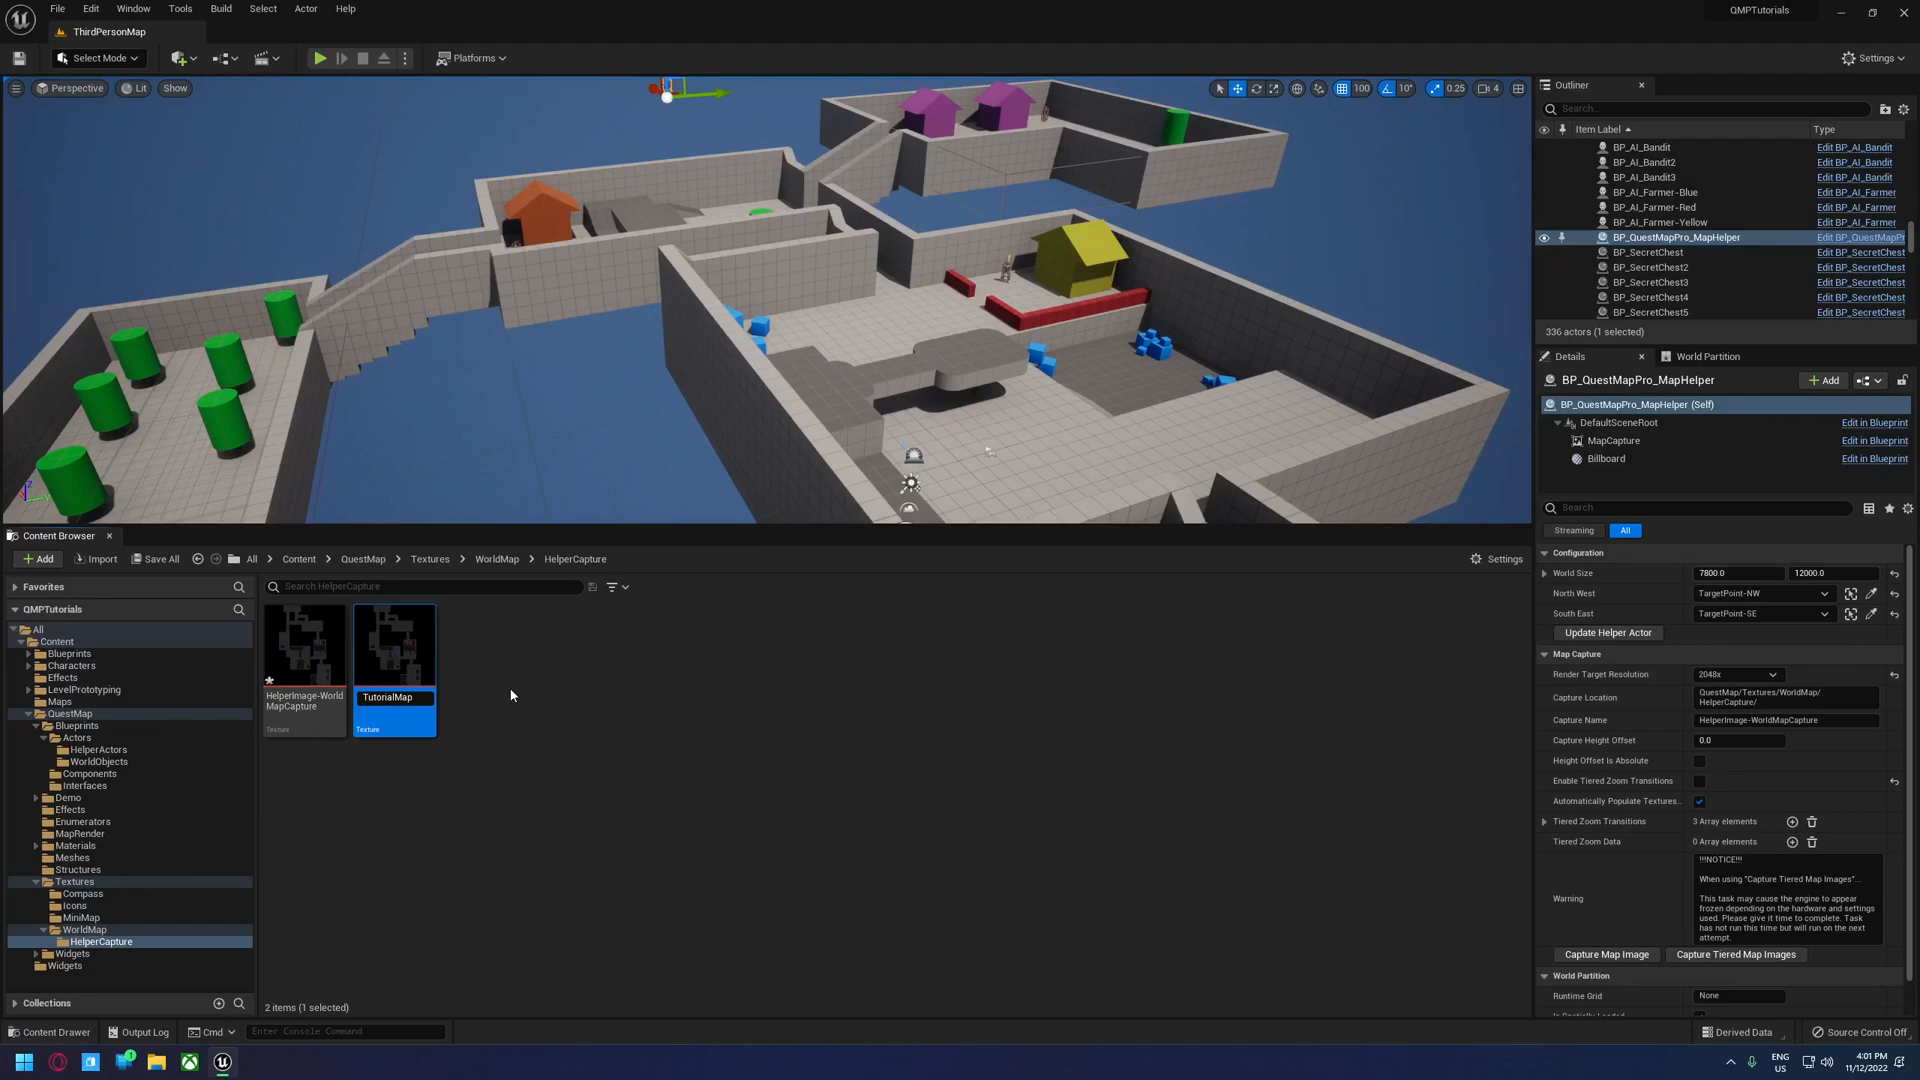 File Edit Window Tools Build Select Actor Help
QMPTutorials
ThirdPersonMap
Select Mode
Platforms
Settings
Perspective Lit Show
100 10° 0.25 4
Outliner
Search...
Item Label Type
BP_AI_Bandit Edit BP_AI_Bandit
BP_AI_Bandit2 Edit BP_AI_Bandit
BP_AI_Bandit3 Edit BP_AI_Bandit
BP_AI_Farmer-Blue Edit BP_AI_Farmer
BP_AI_Farmer-Red Edit BP_AI_Farmer
BP_AI_Farmer-Yellow Edit BP_AI_Farmer
BP_QuestMapPro_MapHelper Edit BP_QuestMapPr
BP_SecretChest Edit BP_SecretChest
BP_SecretChest2 Edit BP_SecretChest
BP_SecretChest3 Edit BP_SecretChest
BP_SecretChest4 Edit BP_SecretChest
BP_SecretChest5 Edit BP_SecretChest
336 actors (1 selected)
Details World Partition
BP_QuestMapPro_MapHelper Add
BP_QuestMapPro_MapHelper (Self)
DefaultSceneRoot Edit in Blueprint
MapCapture Edit in Blueprint
Billboard Edit in Blueprint
Search
Streaming All
Configuration
World Size 7800.0 12000.0
North West TargetPoint-NW
South East TargetPoint-SE
Update Helper Actor
Map Capture
Render Target Resolution 2048x
Capture Location QuestMap/Textures/WorldMap/
HelperCapture/
Capture Name HelperImage-WorldMapCapture
Capture Height Offset 0.0
Height Offset Is Absolute
Enable Tiered Zoom Transitions
Automatically Populate Textures...
Tiered Zoom Transitions 3 Array elements
Tiered Zoom Data 0 Array elements
Warning
!!!NOTICE!!!
When using "Capture Tiered Map Images"...
This task may cause the engine to appear
frozen depending on the hardware and settings
used. Please give it time to complete. Task
has not run this time but will run on the next
attempt.
Capture Map Image Capture Tiered Map Images
World Partition
Runtime Grid None
Content Browser
Add Import Save All All Content QuestMap Textures WorldMap HelperCapture Settings
Favorites
QMPTutorials
All
Content
Blueprints
Characters
Effects
LevelPrototyping
Maps
QuestMap
Blueprints
Actors
HelperActors
WorldObjects
Components
Interfaces
Demo
Effects
Enumerators
MapRender
Materials
Meshes
Structures
Textures
Compass
Icons
MiniMap
WorldMap
HelperCapture
Widgets
Widgets
Collections
Search HelperCapture
HelperImage-World
MapCapture
Texture
TutorialMap
Texture
2 items (1 selected)
Content Drawer Output Log Cmd Enter Console Command
Derived Data Source Control Off
1
ENG
US
4:01 PM
11/12/2022